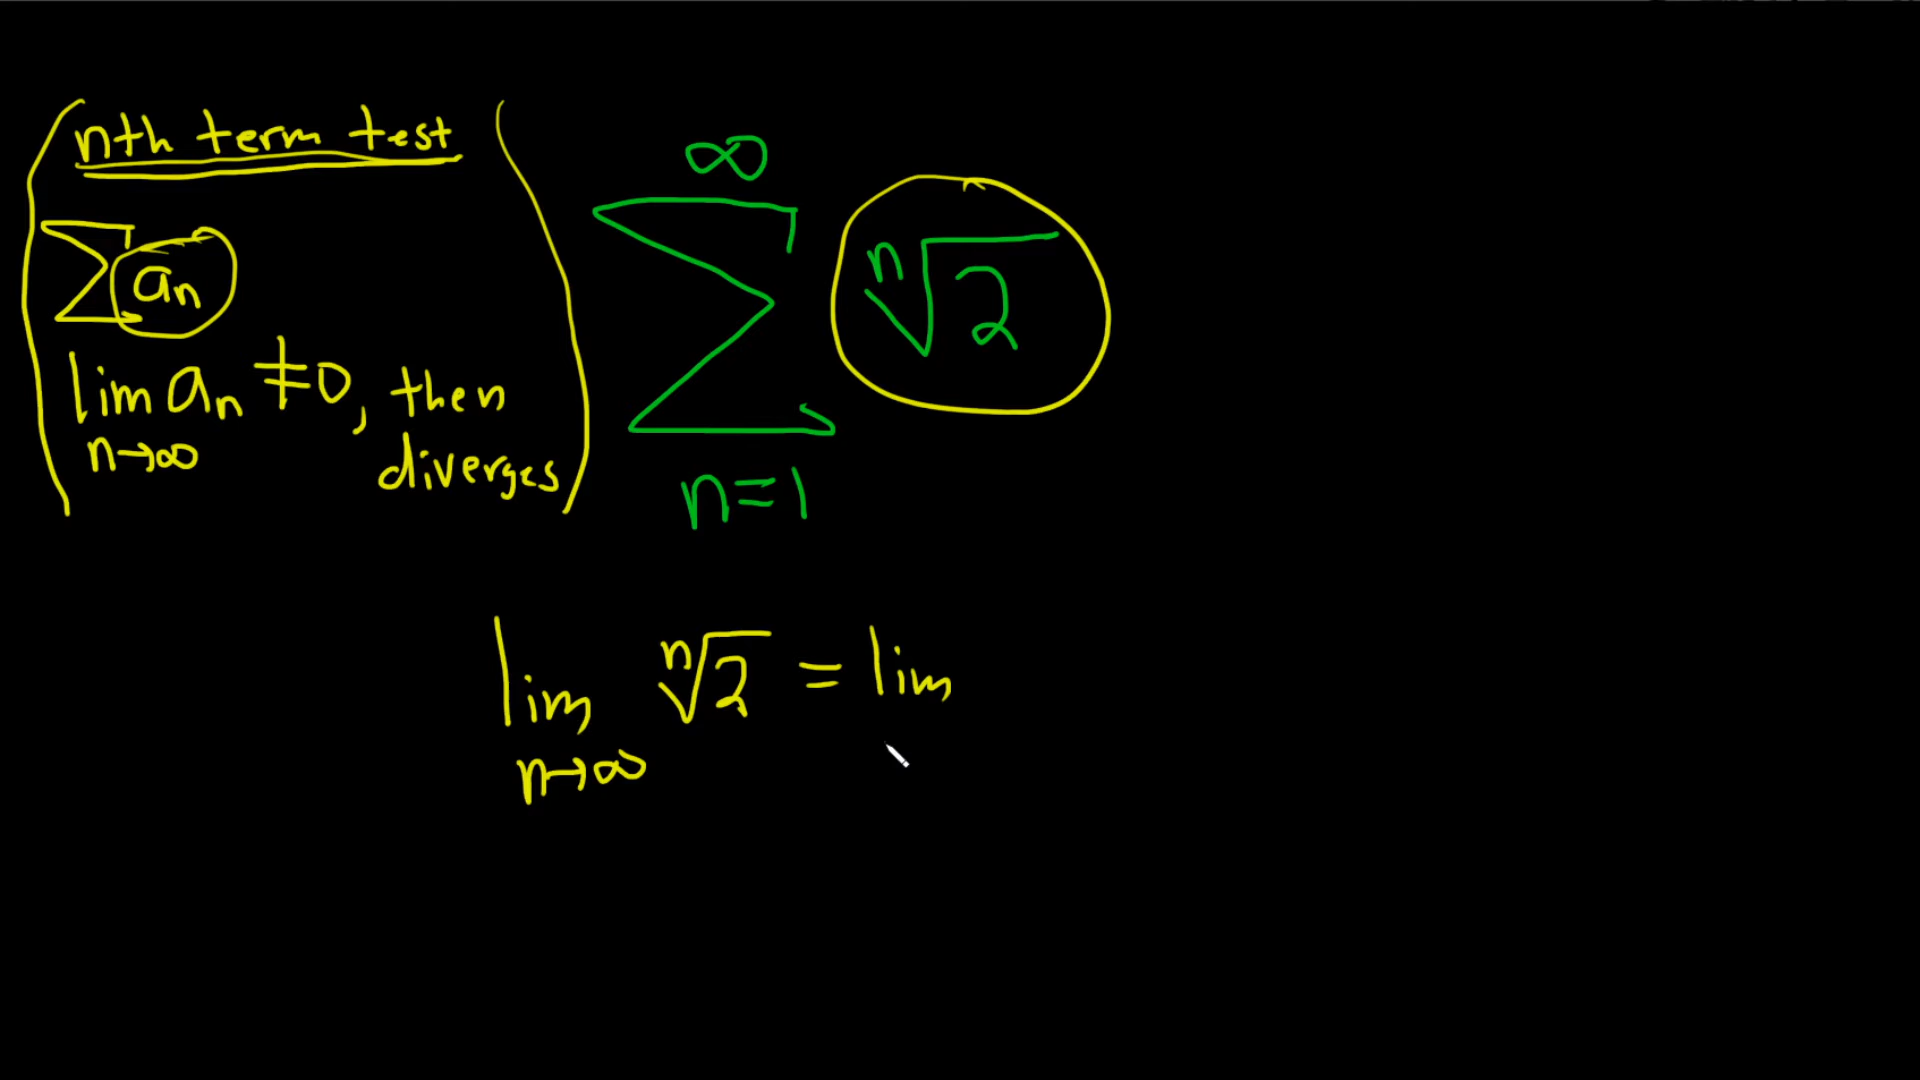 nth term test
∑ aₙ
lim aₙ ≠ 0, then
n→∞ diverges
∞
∑ ⁿ√2
n=1
lim ⁿ√2 = lim
n→∞